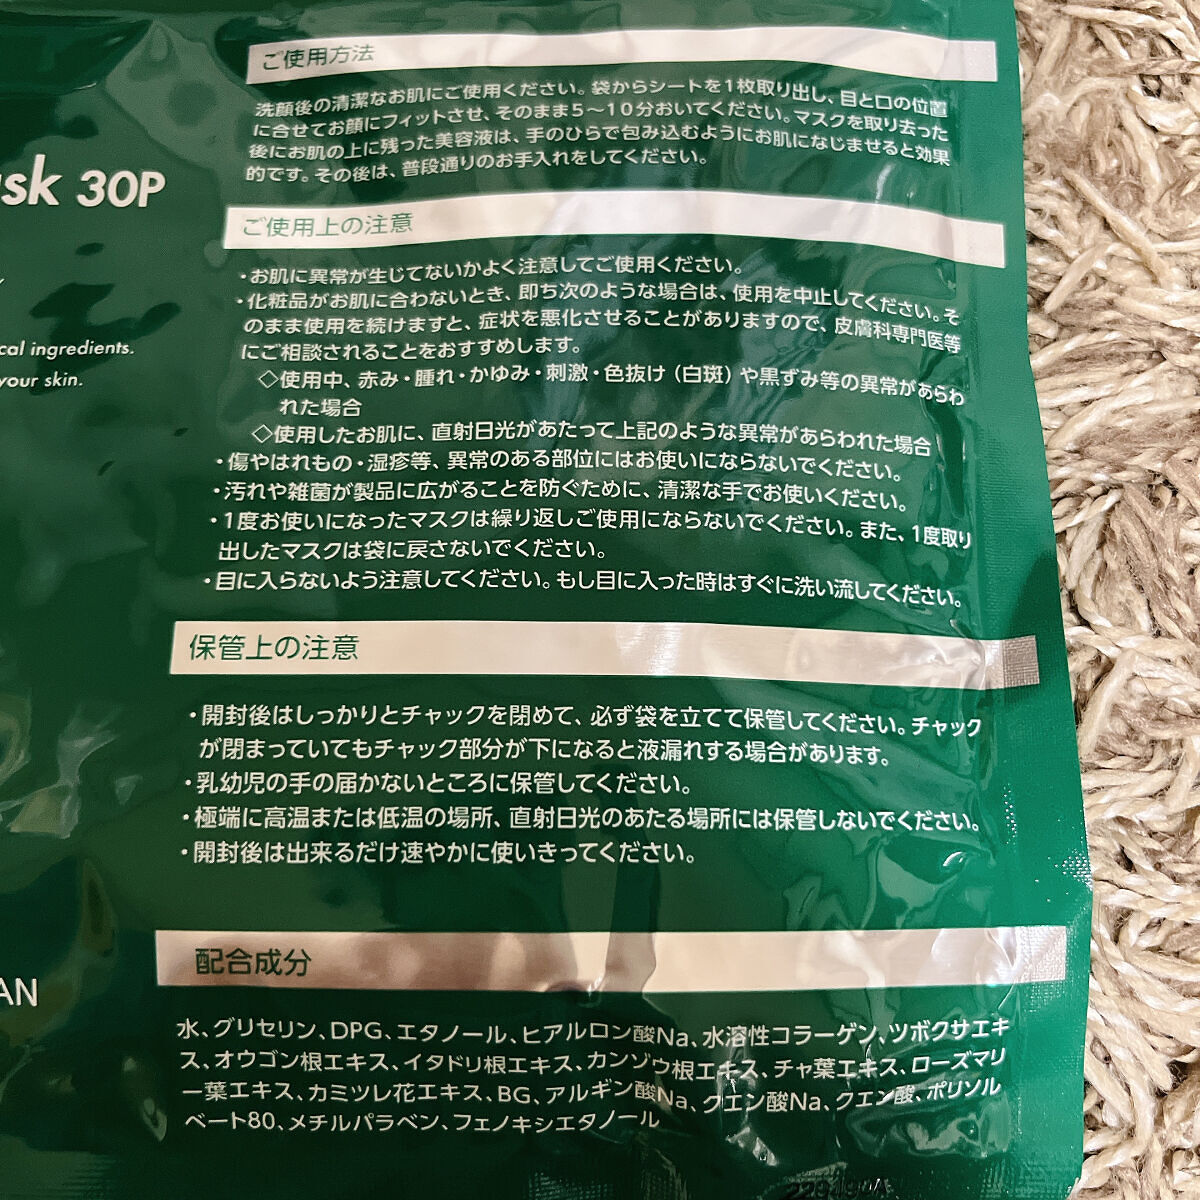 ご使用方法
洗顔後の清潔なお肌にご使用ください。袋からシートを1枚取り出し、目と口の位置
に合せてお顔にフィットさせ、そのまま5〜10分おいてください。マスクを取り去った
後にお肌の上に残った美容液は、手のひらで包み込むようにお肌になじませると効果
的です。その後は、普段通りのお手入れをしてください。
sk 30P
ご使用上の注意
・お肌に異常が生じてないかよく注意してご使用ください。
・化粧品がお肌に合わないとき、即ち次のような場合は、使用を中止してください。そ
のまま使用を続けますと、症状を悪化させることがありますので、皮膚科専門医等
にご相談されることをおすすめします。
◇使用中、赤み・腫れ・かゆみ・刺激・色抜け（白斑）や黒ずみ等の異常があらわ
れた場合
◇使用したお肌に、直射日光があたって上記のような異常があらわれた場合
・傷やはれもの・湿疹等、異常のある部位にはお使いにならないでください。
・汚れや雑菌が製品に広がることを防ぐために、清潔な手でお使いください。
・1度お使いになったマスクは繰り返しご使用にならないでください。また、1度取り
出したマスクは袋に戻さないでください。
・目に入らないよう注意してください。もし目に入った時はすぐに洗い流してください。
cal ingredients.
your skin.
保管上の注意
・開封後はしっかりとチャックを閉めて、必ず袋を立てて保管してください。チャック
が閉まっていてもチャック部分が下になると液漏れする場合があります。
・乳幼児の手の届かないところに保管してください。
・極端に高温または低温の場所、直射日光のあたる場所には保管しないでください。
・開封後は出来るだけ速やかに使いきってください。
配合成分
AN
水、グリセリン、DPG、エタノール、ヒアルロン酸Na、水溶性コラーゲン、ツボクサエキ
ス、オウゴン根エキス、イタドリ根エキス、カンゾウ根エキス、チャ葉エキス、ローズマリ
ー葉エキス、カミツレ花エキス、BG、アルギン酸Na、クエン酸Na、クエン酸、ポリソル
ベート80、メチルパラベン、フェノキシエタノール